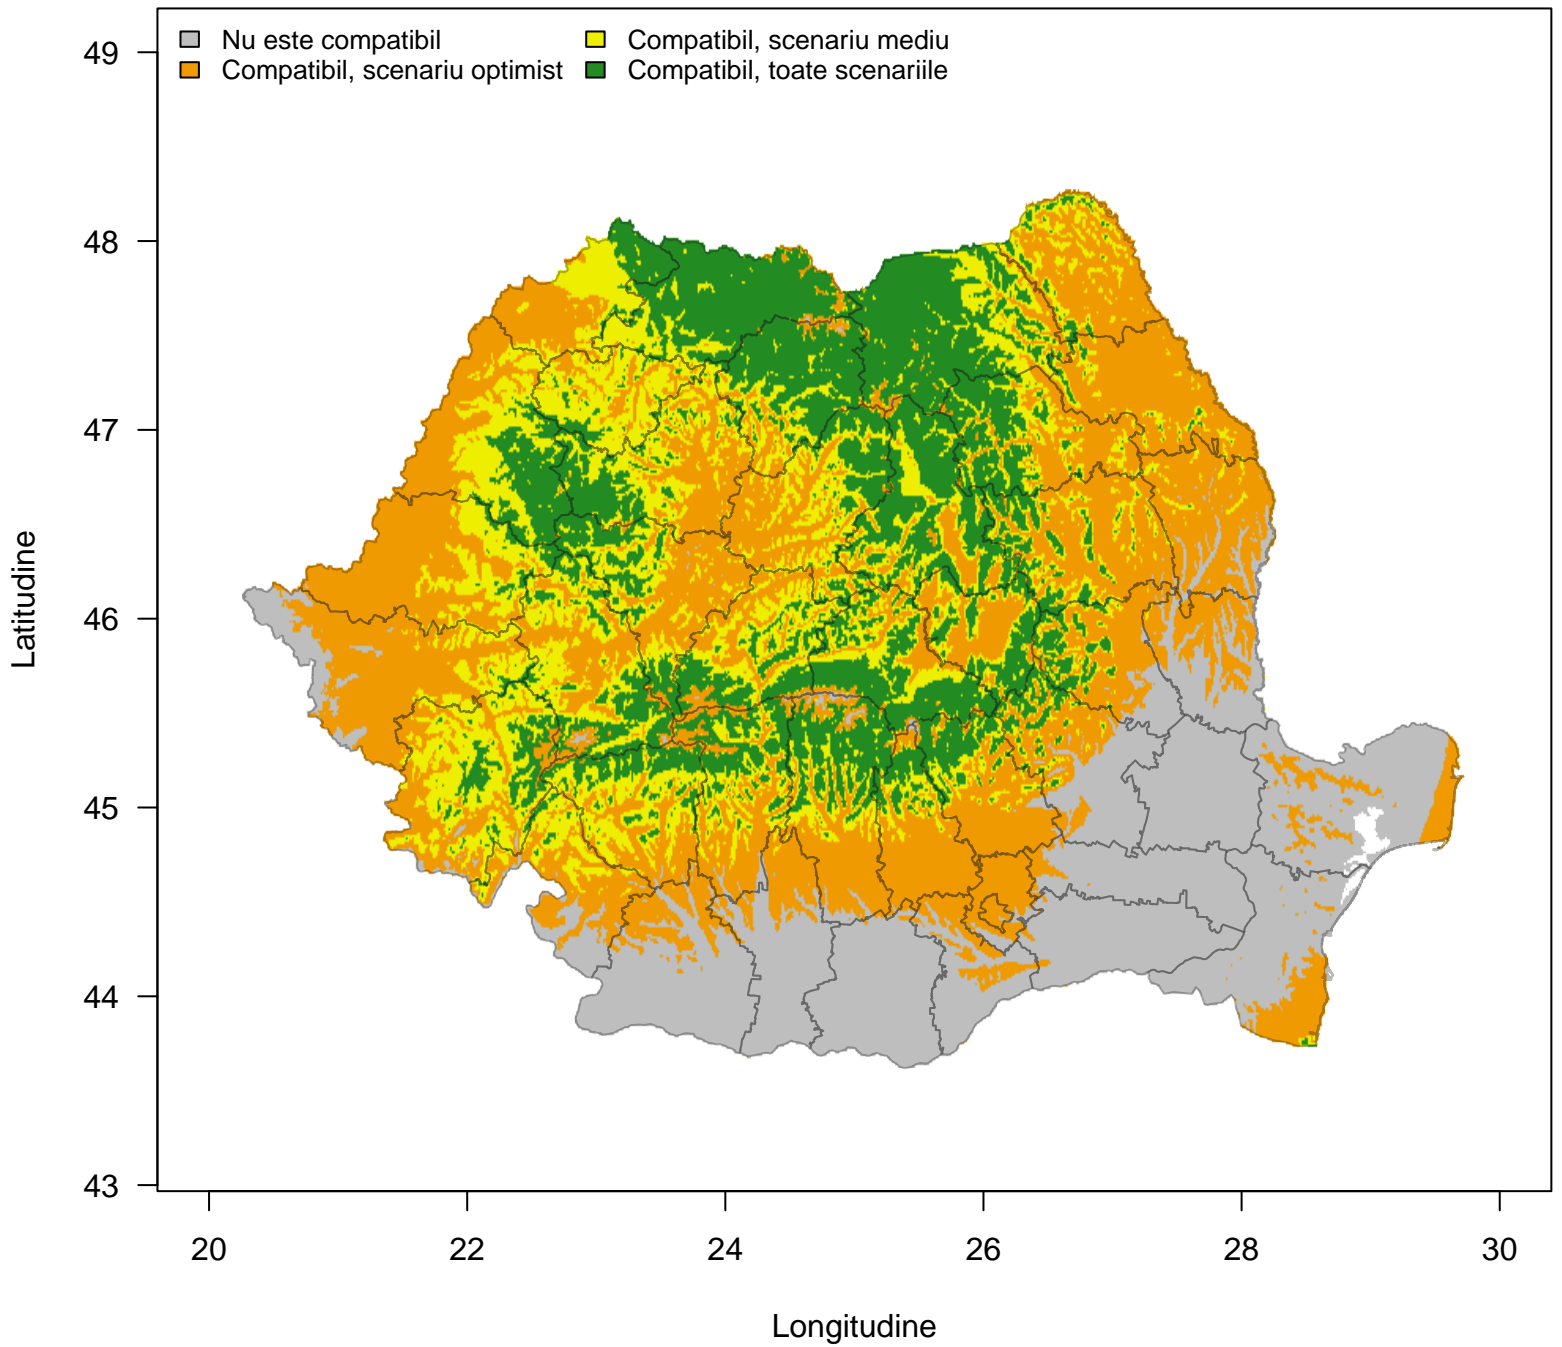 Nu este compatibil
Compatibil, scenariu optimist
Compatibil, scenariu mediu
Compatibil, toate scenariile
49
48
47
46
45
44
43
Latitudine
20 22 24 26 28 30
Longitudine